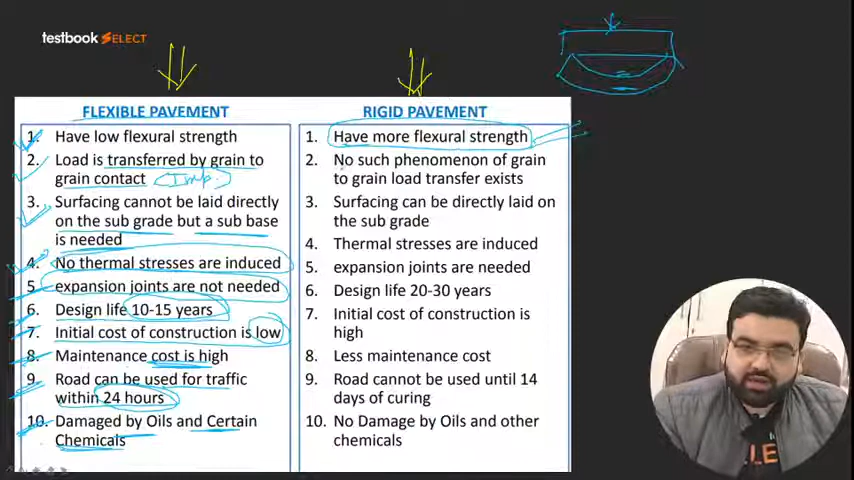 testbook SELECT
FLEXIBLE PAVEMENT
1. Have low flexural strength
2. Load is transferred by grain to
grain contact (Imp.)
3. Surfacing cannot be laid directly
on the sub grade but a sub base
is needed
4. No thermal stresses are induced
5. expansion joints are not needed
6. Design life 10-15 years
7. Initial cost of construction is low
8. Maintenance cost is high
9. Road can be used for traffic
within 24 hours
10. Damaged by Oils and Certain
Chemicals
RIGID PAVEMENT
1. Have more flexural strength
2. No such phenomenon of grain
to grain load transfer exists
3. Surfacing can be directly laid on
the sub grade
4. Thermal stresses are induced
5. expansion joints are needed
6. Design life 20-30 years
7. Initial cost of construction is
high
8. Less maintenance cost
9. Road cannot be used until 14
days of curing
10. No Damage by Oils and other
chemicals